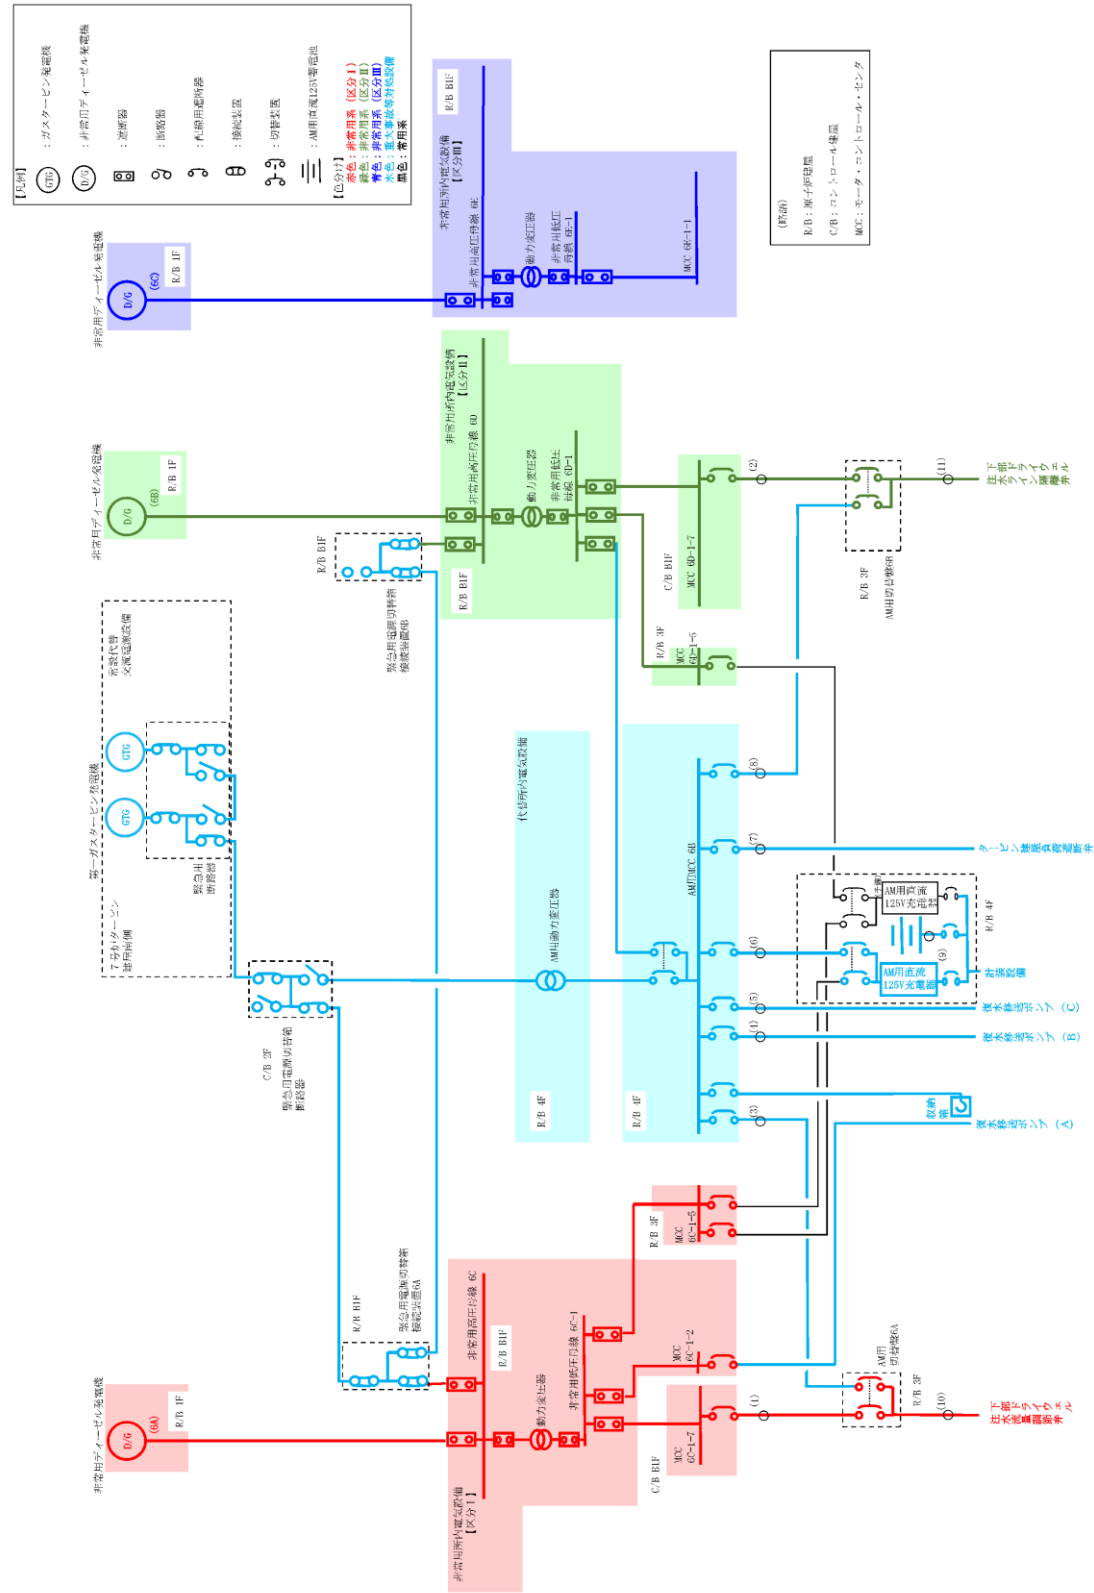 【凡例】
GTG
：ガスタービン発電機
D/G
：非常用ディーゼル発電機
：遮断器
：断路器
：配線用遮断器
：接続装置
：切替装置
：AM用直流125V蓄電池
【色分け】
赤色：非常用系（区分Ⅰ）
緑色：非常用系（区分Ⅱ）
青色：非常用系（区分Ⅲ）
水色：重大事故等対処設備
黒色：常用系
（略語）
R/B：原子炉建屋
C/B：コントロール建屋
MCC：モータ・コントロール・センタ
非常用ディーゼル発電機
D/G
(6A)
R/B 1F
第一ガスタービン発電機
GTG
GTG
常設代替
交流電源設備
緊急用
断路器
7号炉タービン
建屋南側
非常用ディーゼル発電機
D/G
(6B)
R/B 1F
非常用ディーゼル発電機
D/G
(6C)
R/B 1F
C/B 2F
緊急用電源切替箱
断路器
R/B B1F
緊急用電源切替箱
接続装置6A
R/B B1F
緊急用電源切替箱
接続装置6B
非常用所内電気設備
【区分Ⅰ】
非常用高圧母線 6C
R/B B1F
動力変圧器
非常用低圧母線 6C-1
C/B B1F
MCC
6C-1-7
MCC
6C-1-2
R/B 3F
MCC
6C-1-5
代替所内電気設備
R/B 4F
AM用動力変圧器
R/B 4F
AM用MCC 6B
非常用所内電気設備
【区分Ⅱ】
非常用高圧母線 6D
R/B B1F
動力変圧器
非常用低圧
母線 6D-1
R/B 3F
MCC
6D-1-5
C/B B1F
MCC 6D-1-7
非常用所内電気設備
【区分Ⅲ】
R/B B1F
非常用高圧母線 6E
動力変圧器
非常用低圧
母線 6E-1
MCC 6E-1-1
(1)
(3)
(4)
(5)
(6)
(7)
(8)
(2)
AM用
切替盤6A
R/B 3F
(10)
下部ドライウェル
注水流量調節弁
収納
箱
復水移送ポンプ（A）
復水移送ポンプ（B）
復水移送ポンプ（C）
AM用直流
125V充電器
(9)
AM用直流
125V充電器
R/B 4F
計装設備
タービン建屋負荷遮断弁
R/B 3F
AM用切替盤6B
(11)
下部ドライウェル
注水ライン隔離弁